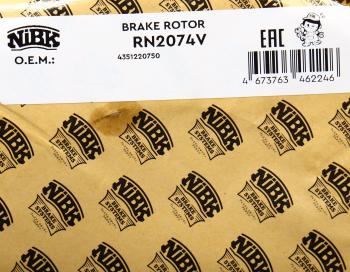 NiBK
BRAKE ROTOR
RN2074V
O.E.M.:
4351220750
EAC
4 673763 462246
NiBK
BRAKE
SYSTEMS